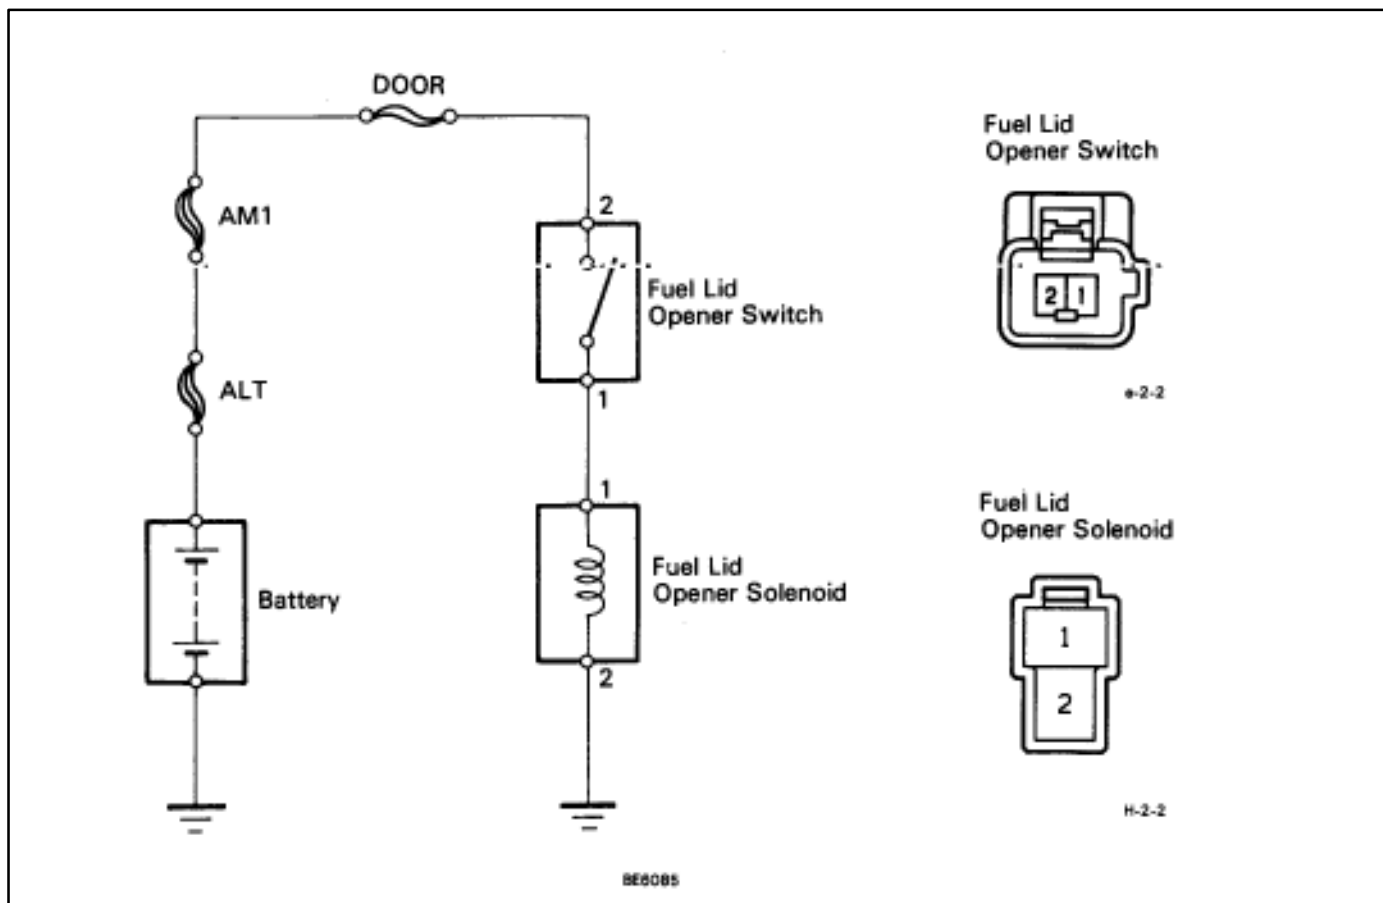 DOOR
AM1
ALT
Battery
2
Fuel Lid
Opener Switch
1
1
Fuel Lid
Opener Solenoid
2
Fuel Lid
Opener Switch
2 1
e-2-2
Fuel Lid
Opener Solenoid
1
2
H-2-2
BE6085